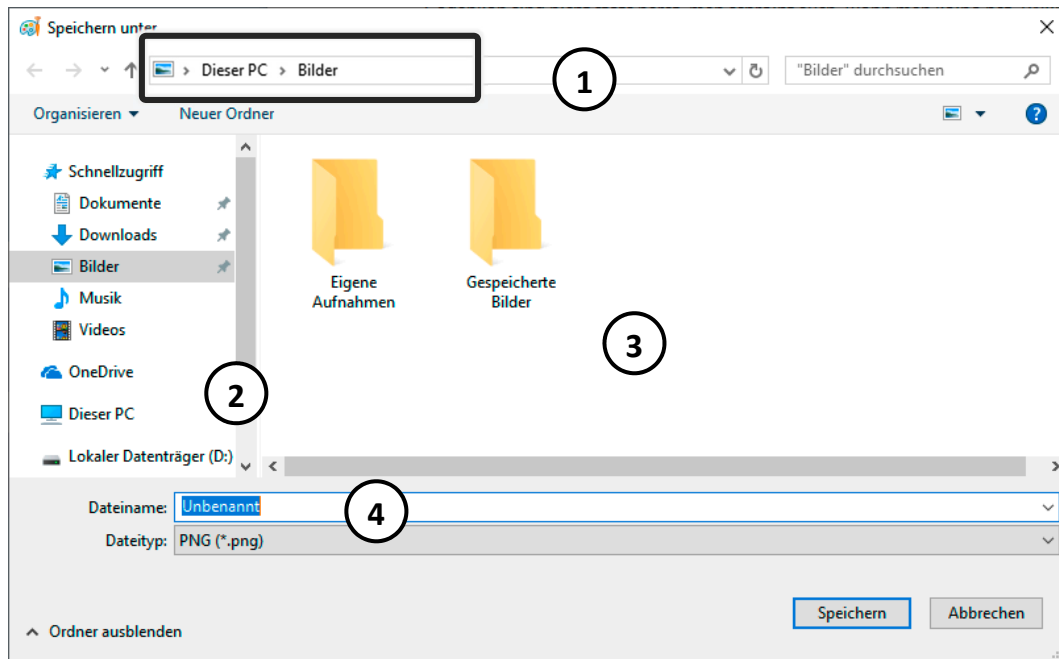 Speichern unter
Dieser PC > Bilder
1
"Bilder" durchsuchen
Organisieren
Neuer Ordner
?
Schnellzugriff
Dokumente
Downloads
Bilder
Musik
Videos
OneDrive
Dieser PC
Lokaler Datenträger (D:)
2
Eigene
Aufnahmen
Gespeicherte
Bilder
3
Dateiname: Unbenannt
4
Dateityp: PNG (*.png)
Speichern
Abbrechen
Ordner ausblenden